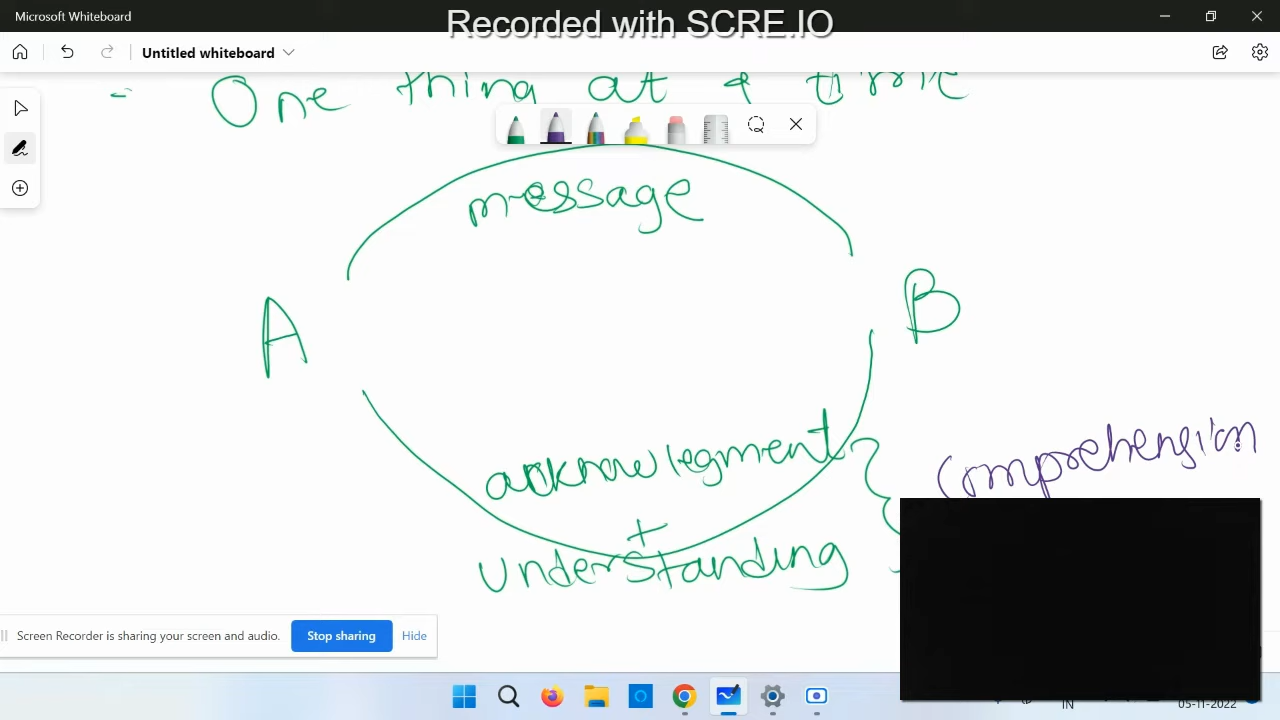 Microsoft Whiteboard
Recorded with SCRE.IO
Untitled whiteboard
- One thing at a time
message
A
B
acknowlegment
+
understanding
Comprehension
Screen Recorder is sharing your screen and audio.
Stop sharing
Hide
IN
05-11-2022